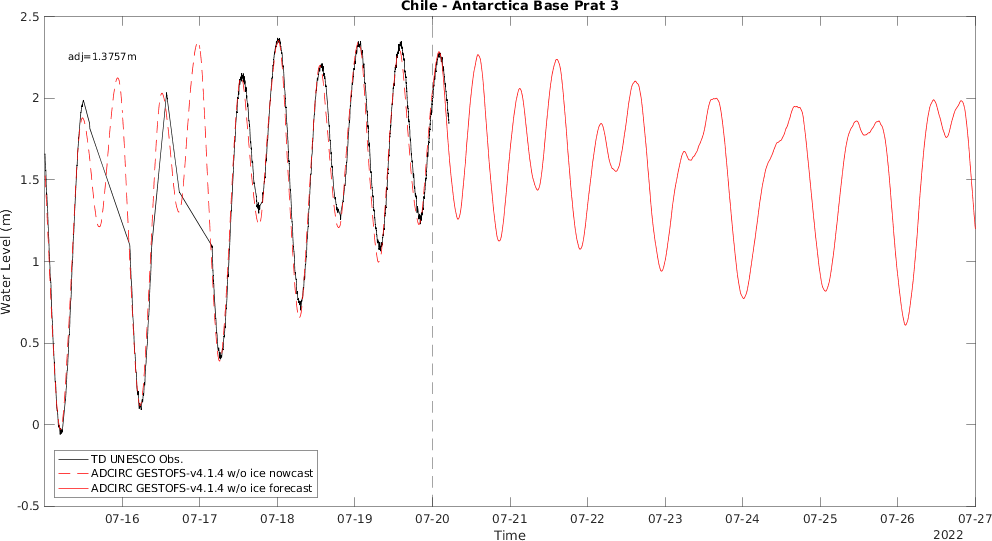 Chile - Antarctica Base Prat 3
adj=1.3757m
Water Level (m)
2.5
2
1.5
1
0.5
0
-0.5
TD UNESCO Obs.
ADCIRC GESTOFS-v4.1.4 w/o ice nowcast
ADCIRC GESTOFS-v4.1.4 w/o ice forecast
07-16 07-17 07-18 07-19 07-20 07-21 07-22 07-23 07-24 07-25 07-26 07-27
Time
2022